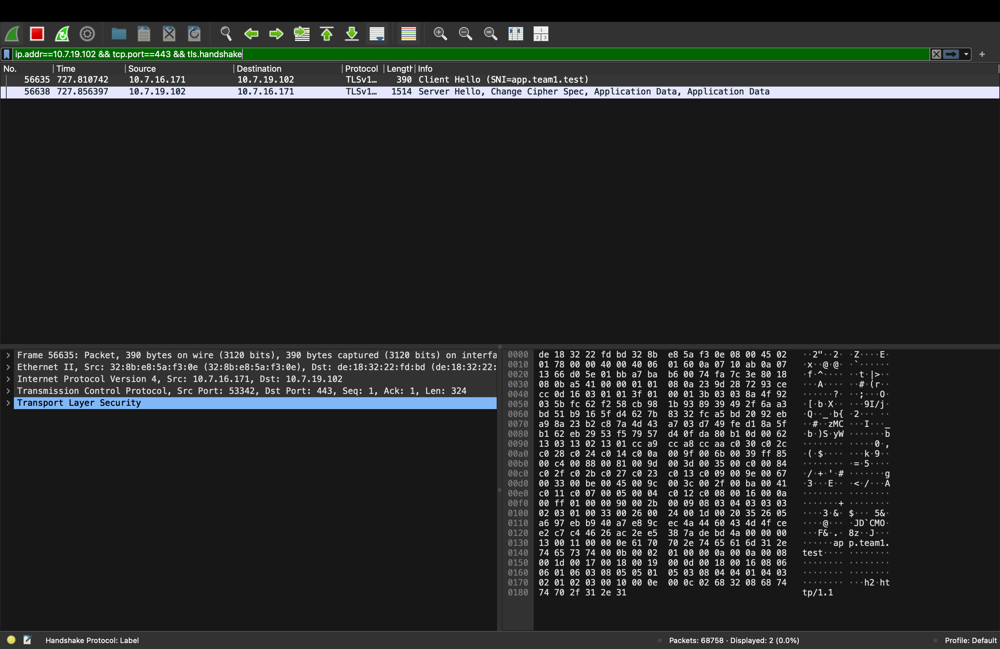 ip.addr==10.7.19.102 && tcp.port==443 && tls.handshake
No. Time Source Destination Protocol Length Info
56635 727.810742 10.7.16.171 10.7.19.102 TLSv1… 390 Client Hello (SNI=app.team1.test)
56638 727.856397 10.7.19.102 10.7.16.171 TLSv1… 1514 Server Hello, Change Cipher Spec, Application Data, Application Data
Frame 56635: Packet, 390 bytes on wire (3120 bits), 390 bytes captured (3120 bits) on interfa
Ethernet II, Src: 32:8b:e8:5a:f3:0e (32:8b:e8:5a:f3:0e), Dst: de:18:32:22:fd:bd (de:18:32:22:
Internet Protocol Version 4, Src: 10.7.16.171, Dst: 10.7.19.102
Transmission Control Protocol, Src Port: 53342, Dst Port: 443, Seq: 1, Ack: 1, Len: 324
Transport Layer Security
0000 de 18 32 22 fd bd 32 8b e8 5a f3 0e 08 00 45 02 ··2"··2· ·Z····E·
0010 01 78 00 00 40 00 40 06 01 60 0a 07 10 ab 0a 07 ·x··@·@· ·`······
0020 13 66 d0 5e 01 bb a7 ba b6 00 74 fa 7c 3e 80 18 ·f·^···· ··t·|>··
0030 08 0b a5 41 00 00 01 01 08 0a 23 9d 28 72 93 ce ···A···· ··#·(r··
0040 cc 0d 16 03 01 01 3f 01 00 01 3b 03 03 8a 4f 92 ······?· ··;···O·
0050 03 5b fc 62 f2 58 cb 98 1b 93 89 39 49 2f 6a a3 ·[·b·X·· ···9I/j·
0060 bd 51 b9 16 5f d4 62 7b 83 32 fc a5 bd 20 92 eb ·Q··_·b{ ·2··· ··
0070 a9 8a 23 b2 c8 7a 4d 43 a7 03 d7 49 fe d1 8a 5f ··#··zMC ···I···_
0080 b1 62 eb 29 53 f5 79 57 d4 0f da 80 b1 0d 00 62 ·b·)S·yW ·······b
0090 13 03 13 02 13 01 cc a9 cc a8 cc aa c0 30 c0 2c ········ ·····0·,
00a0 c0 28 c0 24 c0 14 c0 0a 00 9f 00 6b 00 39 ff 85 ·(·$···· ···k·9··
00b0 00 c4 00 88 00 81 00 9d 00 3d 00 35 00 c0 00 84 ········ ·=·5····
00c0 c0 2f c0 2b c0 27 c0 23 c0 13 c0 09 00 9e 00 67 ·/·+·'·# ·······g
00d0 00 33 00 be 00 45 00 9c 00 3c 00 2f 00 ba 00 41 ·3···E·· ·<·/···A
00e0 c0 11 c0 07 00 05 00 04 c0 12 c0 08 00 16 00 0a ········ ········
00f0 00 ff 01 00 00 90 00 2b 00 09 08 03 04 03 03 03 ·······+ ········
0100 02 03 01 00 33 00 26 00 24 00 1d 00 20 35 26 05 ····3·&· $··· 5&·
0110 a6 97 eb b9 40 a7 e8 9c ec 4a 44 60 43 4d 4f ce ····@··· ·JD`CMO·
0120 e2 c7 c4 46 26 ac 2e e5 38 7a de bd 4a 00 00 00 ···F&·.· 8z··J···
0130 13 00 11 00 00 0e 61 70 70 2e 74 65 61 6d 31 2e ······ap p.team1.
0140 74 65 73 74 00 0b 00 02 01 00 00 0a 00 0a 00 08 test···· ········
0150 00 1d 00 17 00 18 00 19 00 0d 00 18 00 16 08 06 ········ ········
0160 06 01 06 03 08 05 05 01 05 03 08 04 04 01 04 03 ········ ········
0170 02 01 02 03 00 10 00 0e 00 0c 02 68 32 08 68 74 ········ ···h2·ht
0180 74 70 2f 31 2e 31 tp/1.1
Handshake Protocol: Label
Packets: 68758 · Displayed: 2 (0.0%)
Profile: Default